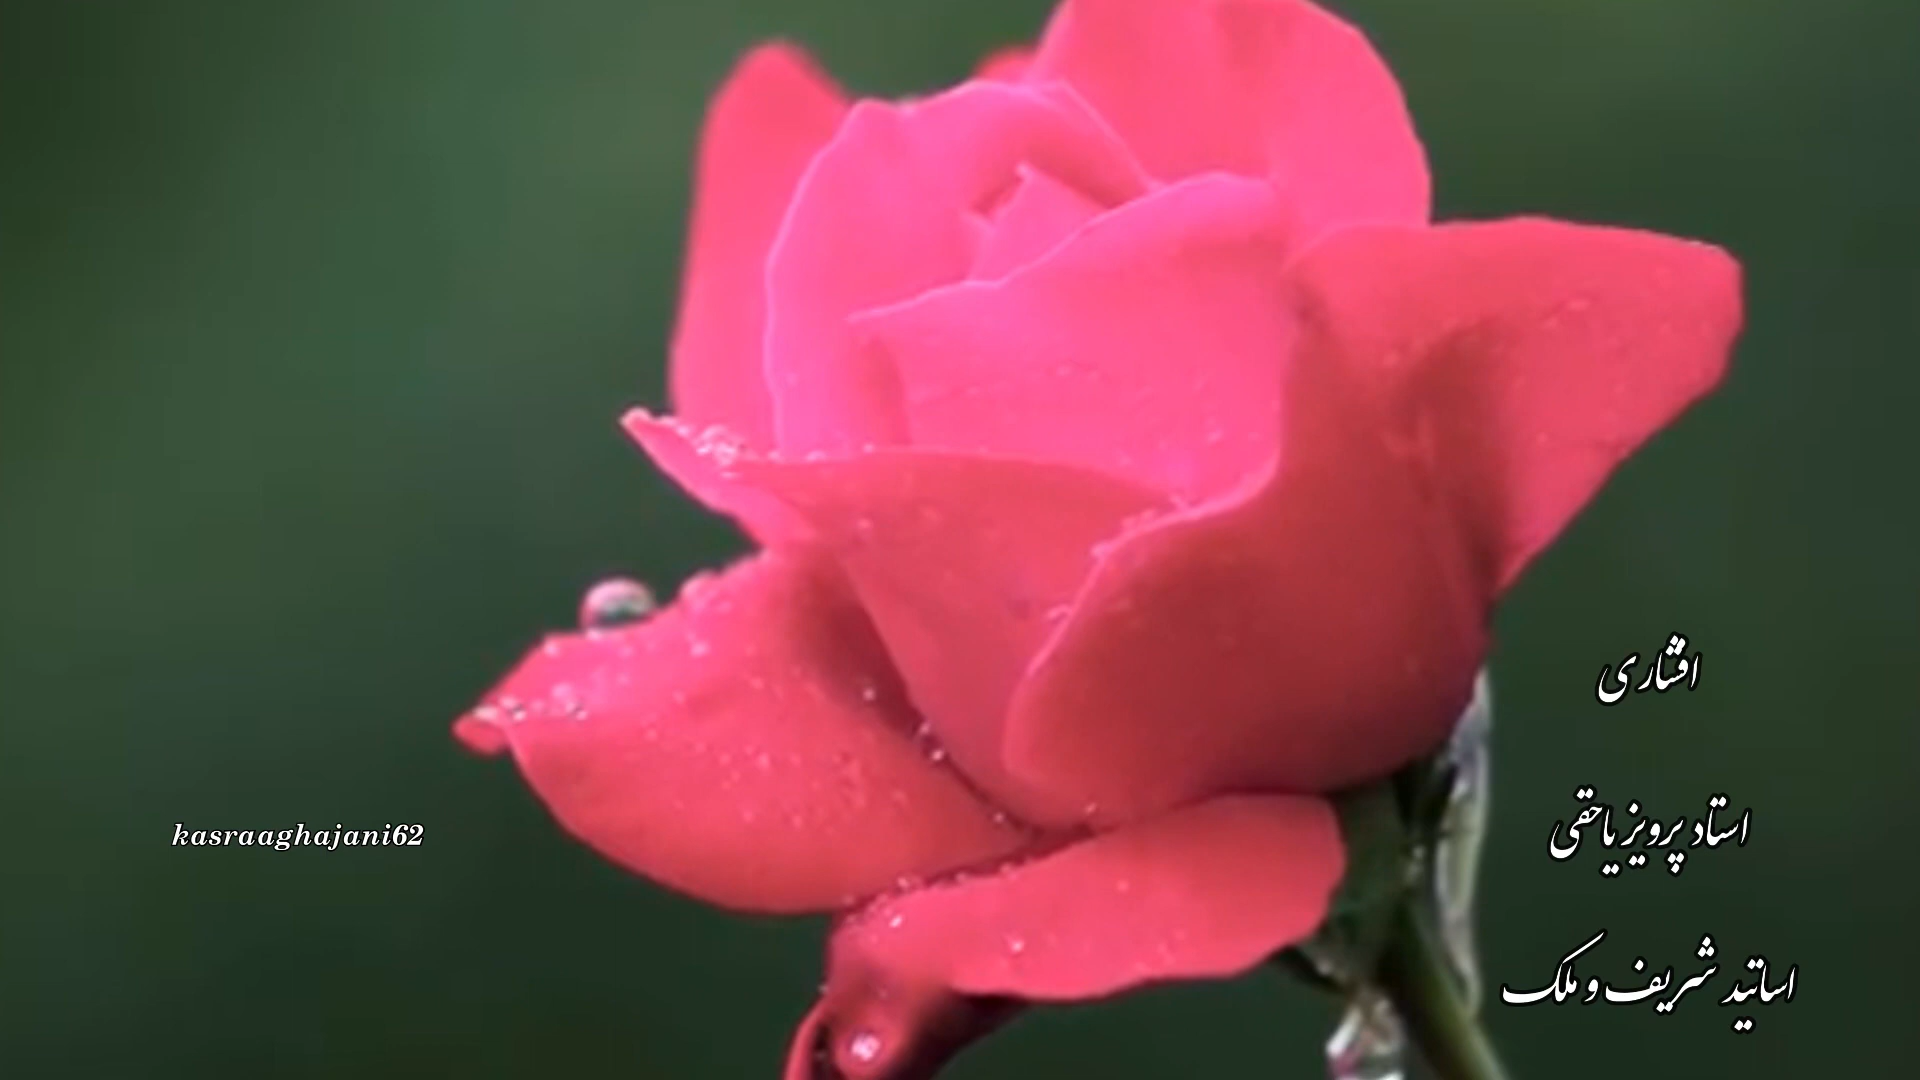 افشاری
استاد پرویز یاحقی
اساتید شریف و ملک
kasraaghajani62